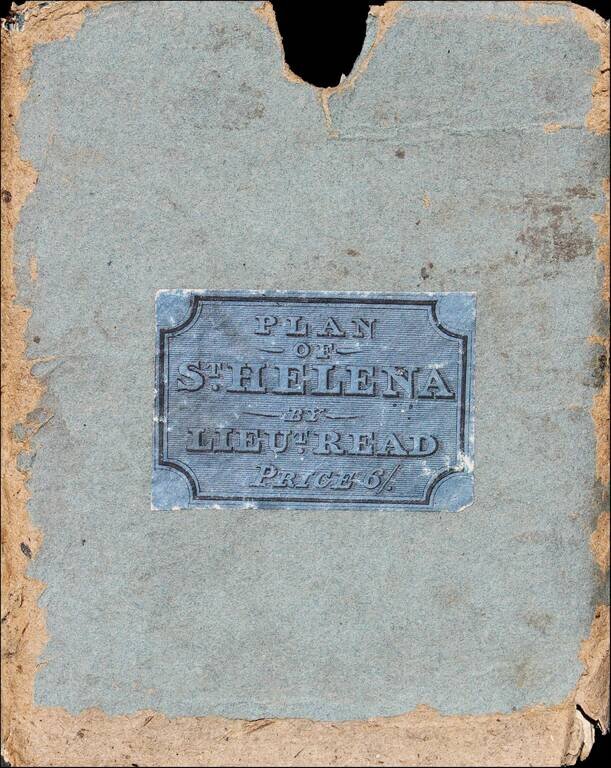 PLAN
OF
ST. HELENA
BY
LIEUT. READ
PRICE 6/.